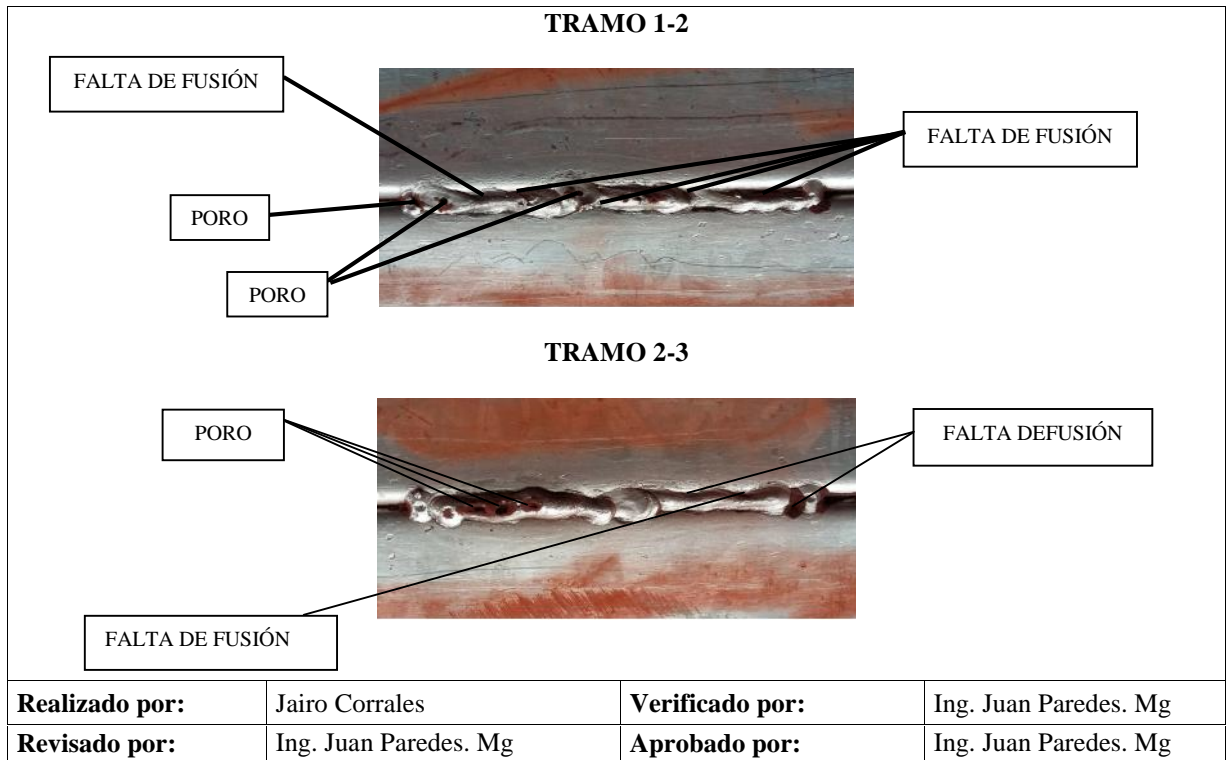 TRAMO 1-2
FALTA DE FUSIÓN
FALTA DE FUSIÓN
PORO
PORO
TRAMO 2-3
PORO
FALTA DEFUSIÓN
FALTA DE FUSIÓN
Realizado por: Jairo Corrales Verificado por: Ing. Juan Paredes. Mg
Revisado por: Ing. Juan Paredes. Mg Aprobado por: Ing. Juan Paredes. Mg